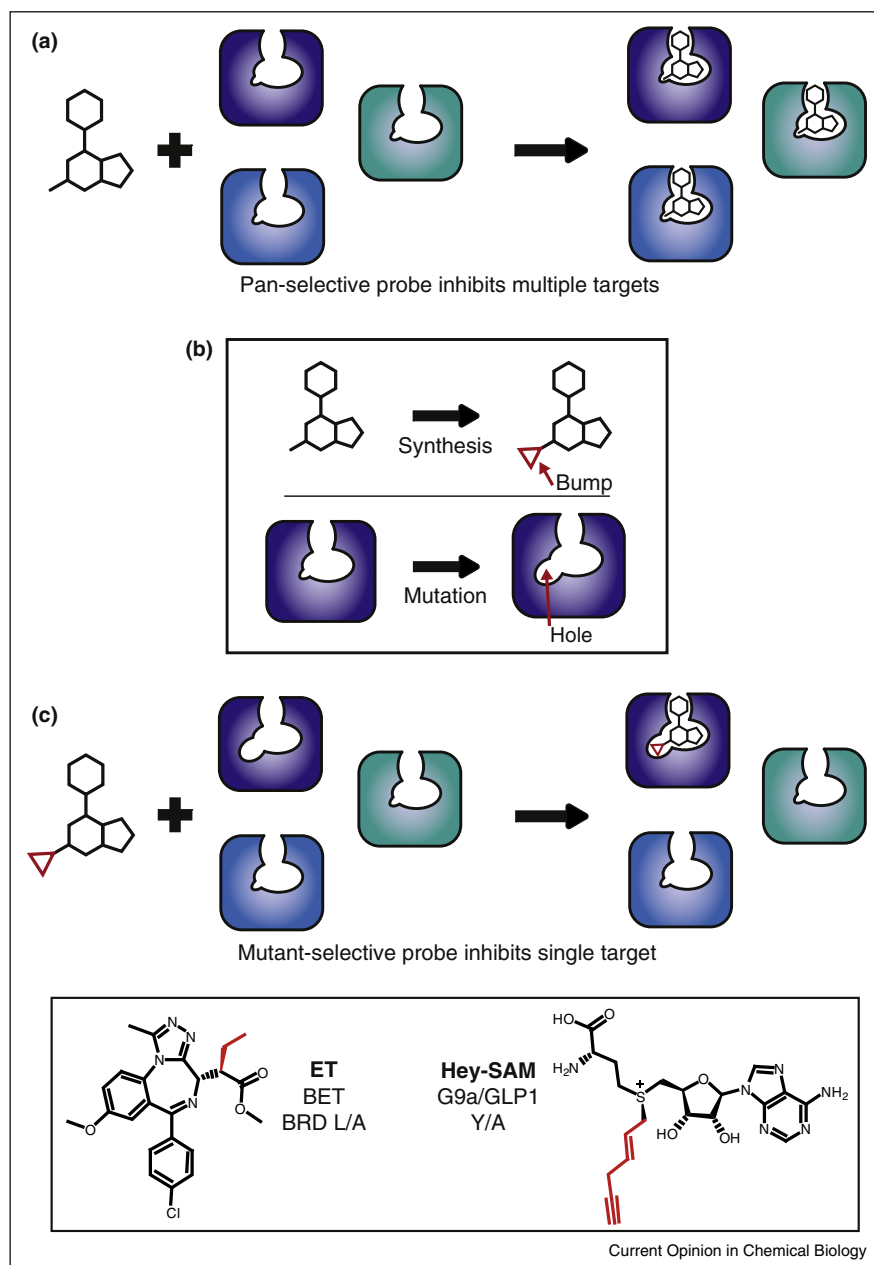 (a)
Pan-selective probe inhibits multiple targets
(b)
Synthesis
Bump
Mutation
Hole
(c)
Mutant-selective probe inhibits single target
N
N
N
N
O
O
O
Cl
ET
BET
BRD L/A
Hey-SAM
G9a/GLP1
Y/A
HO
O
H₂N
S
+
O
HO
OH
N
N
N
N
NH₂
Current Opinion in Chemical Biology